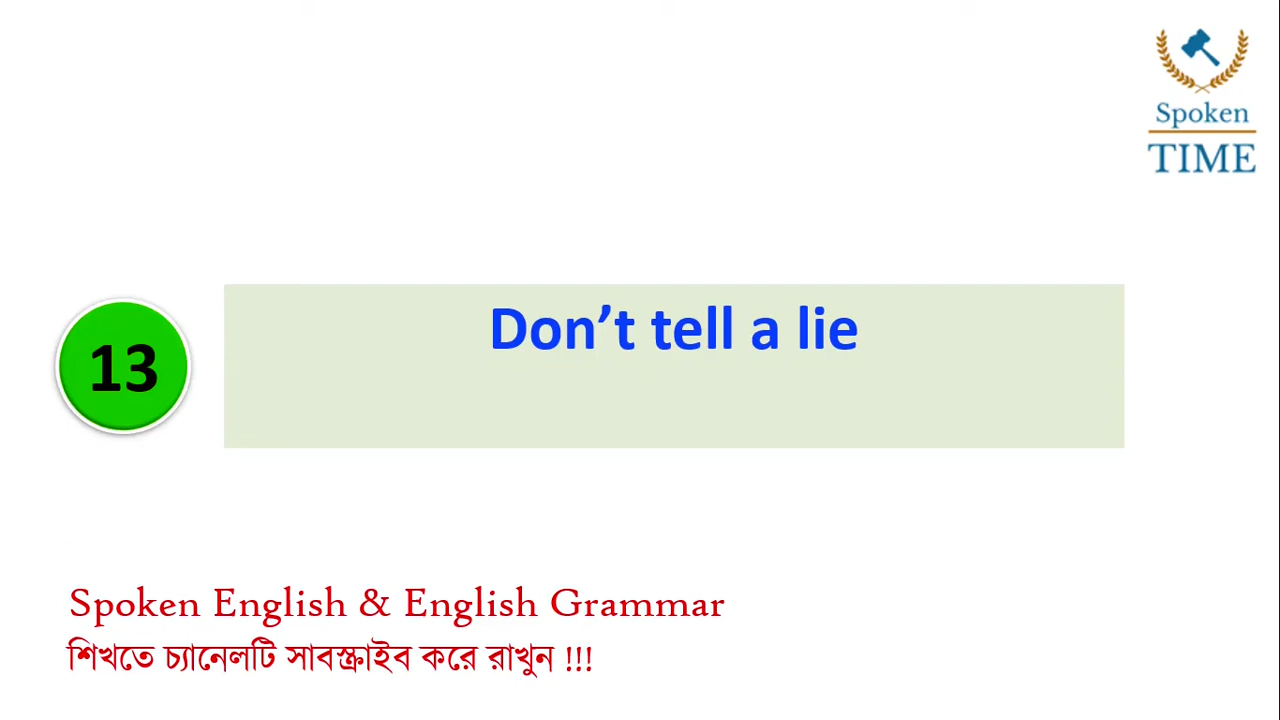 Spoken
TIME
13
Don’t tell a lie
Spoken English & English Grammar
শিখতে চ্যানেলটি সাবস্ক্রাইব করে রাখুন !!!